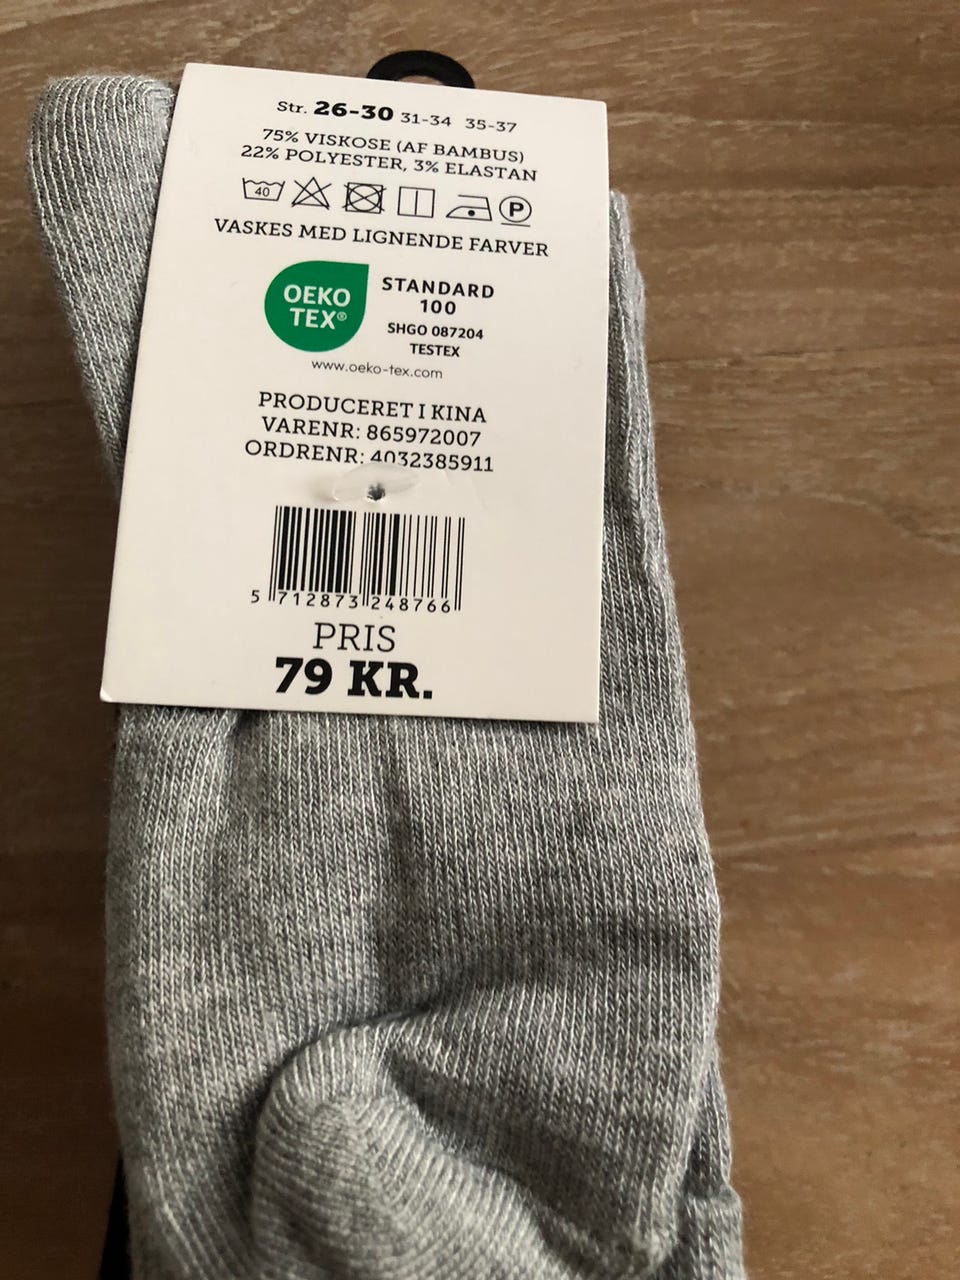 Str. 26-30 31-34 35-37
75% VISKOSE (AF BAMBUS)
22% POLYESTER, 3% ELASTAN
40
P
VASKES MED LIGNENDE FARVER
OEKO
TEX®
STANDARD
100
SHGO 087204
TESTEX
www.oeko-tex.com
PRODUCERET I KINA
VARENR: 865972007
ORDRENR: 4032385911
5 712873 248766
PRIS
79 KR.